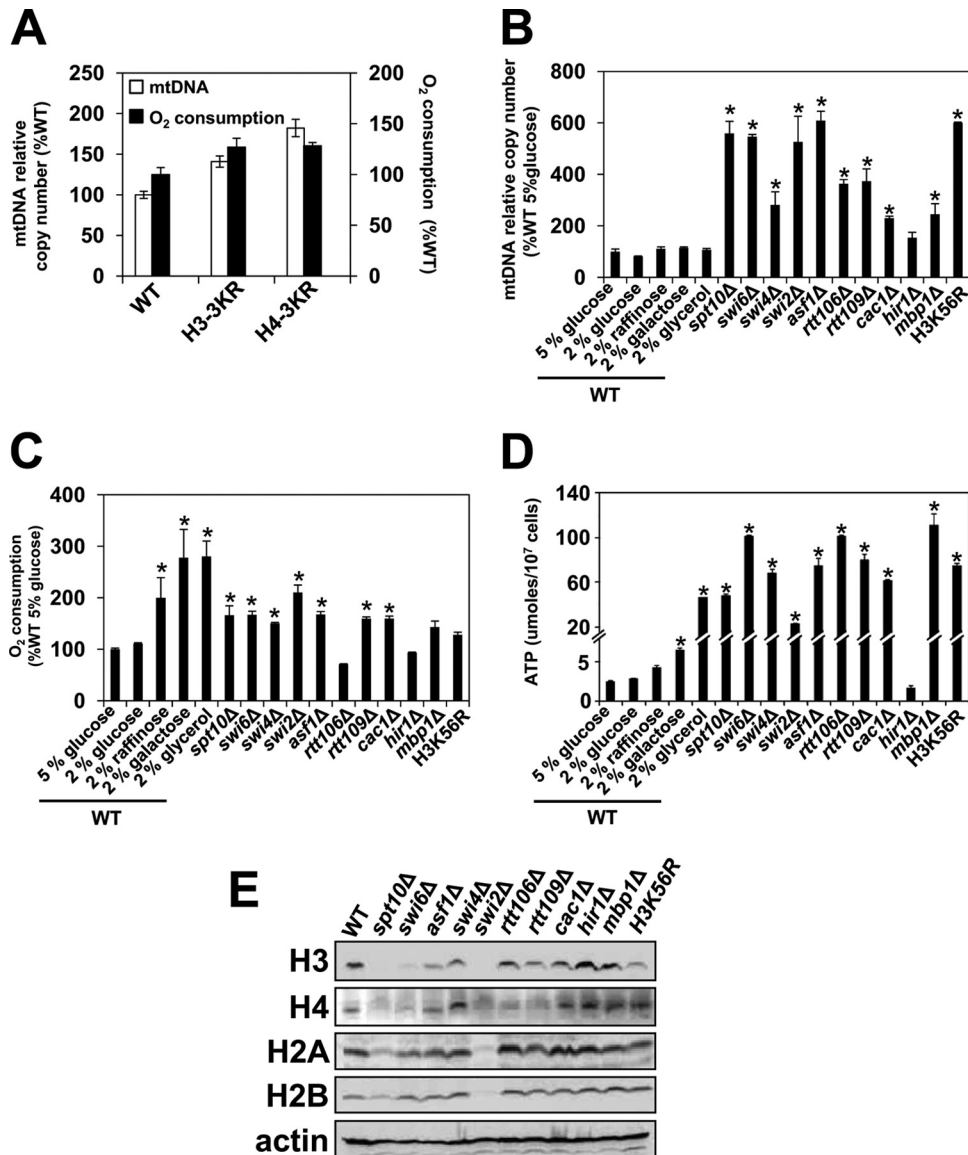 A
mtDNA relative
copy number (%WT)
250
200
150
100
50
0
mtDNA
O2 consumption
200
150
100
50
0
O2 consumption (%WT)
WT
H3-3KR
H4-3KR
B
mtDNA relative copy number
(%WT 5%glucose)
800
600
400
200
0
* * * * * * * * * *
5 % glucose
2 % glucose
2 % raffinose
2 % galactose
2 % glycerol
spt10Δ
swi6Δ
swi4Δ
swi2Δ
asf1Δ
rtt106Δ
rtt109Δ
cac1Δ
hir1Δ
mbp1Δ
H3K56R
WT
C
O2 consumption
(%WT 5% glucose)
400
300
200
100
0
* * * * * * * * * *
5 % glucose
2 % glucose
2 % raffinose
2 % galactose
2 % glycerol
spt10Δ
swi6Δ
swi4Δ
swi2Δ
asf1Δ
rtt106Δ
rtt109Δ
cac1Δ
hir1Δ
mbp1Δ
H3K56R
WT
D
ATP (umoles/10⁷ cells)
140
100
60
20
5
0
* * * * * * * * * * * *
5 % glucose
2 % glucose
2 % raffinose
2 % galactose
2 % glycerol
spt10Δ
swi6Δ
swi4Δ
swi2Δ
asf1Δ
rtt106Δ
rtt109Δ
cac1Δ
hir1Δ
mbp1Δ
H3K56R
WT
E
WT
spt10Δ
swi6Δ
asf1Δ
swi4Δ
swi2Δ
rtt106Δ
rtt109Δ
cac1Δ
hir1Δ
mbp1Δ
H3K56R
H3
H4
H2A
H2B
actin